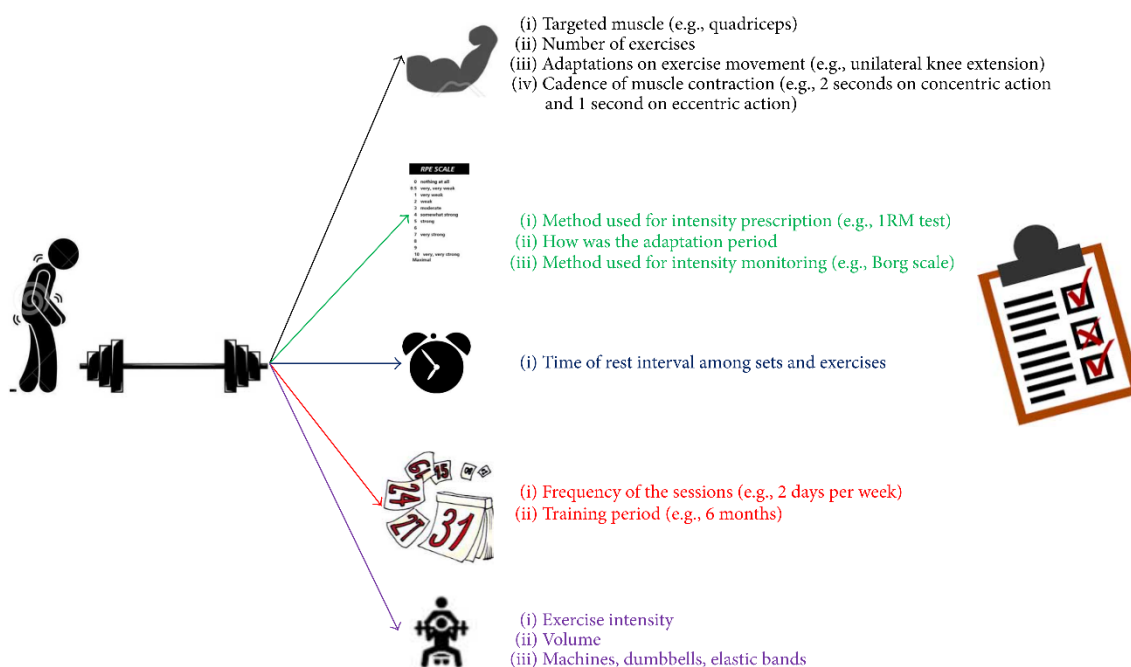 (i) Targeted muscle (e.g., quadriceps)
(ii) Number of exercises
(iii) Adaptations on exercise movement (e.g., unilateral knee extension)
(iv) Cadence of muscle contraction (e.g., 2 seconds on concentric action
and 1 second on eccentric action)
RPE SCALE
0 nothing at all
0.5 very, very weak
1 very weak
2 weak
3 moderate
4 somewhat strong
5 strong
6
7 very strong
8
9
10 very, very strong
Maximal
(i) Method used for intensity prescription (e.g., 1RM test)
(ii) How was the adaptation period
(iii) Method used for intensity monitoring (e.g., Borg scale)
(i) Time of rest interval among sets and exercises
15
24
27
31
(i) Frequency of the sessions (e.g., 2 days per week)
(ii) Training period (e.g., 6 months)
(i) Exercise intensity
(ii) Volume
(iii) Machines, dumbbells, elastic bands